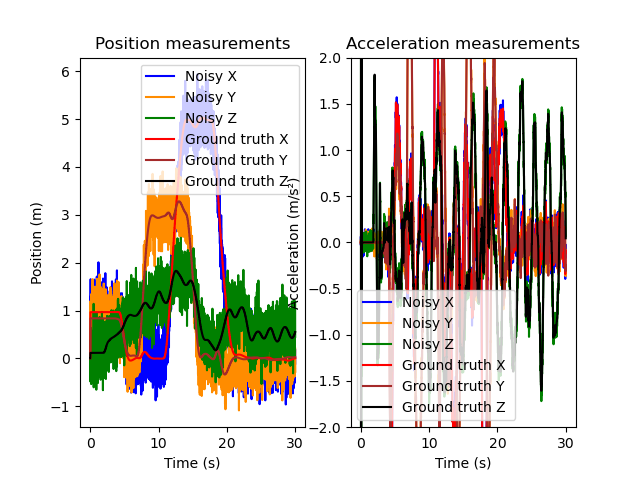 Position measurements
Acceleration measurements
Position (m)
6
5
4
3
2
1
0
−1
Noisy X
Noisy Y
Noisy Z
Ground truth X
Ground truth Y
Ground truth Z
0
10
20
30
Time (s)
Acceleration (m/s²)
2.0
1.5
1.0
0.5
0.0
−0.5
−1.0
−1.5
−2.0
Noisy X
Noisy Y
Noisy Z
Ground truth X
Ground truth Y
Ground truth Z
0
10
20
30
Time (s)